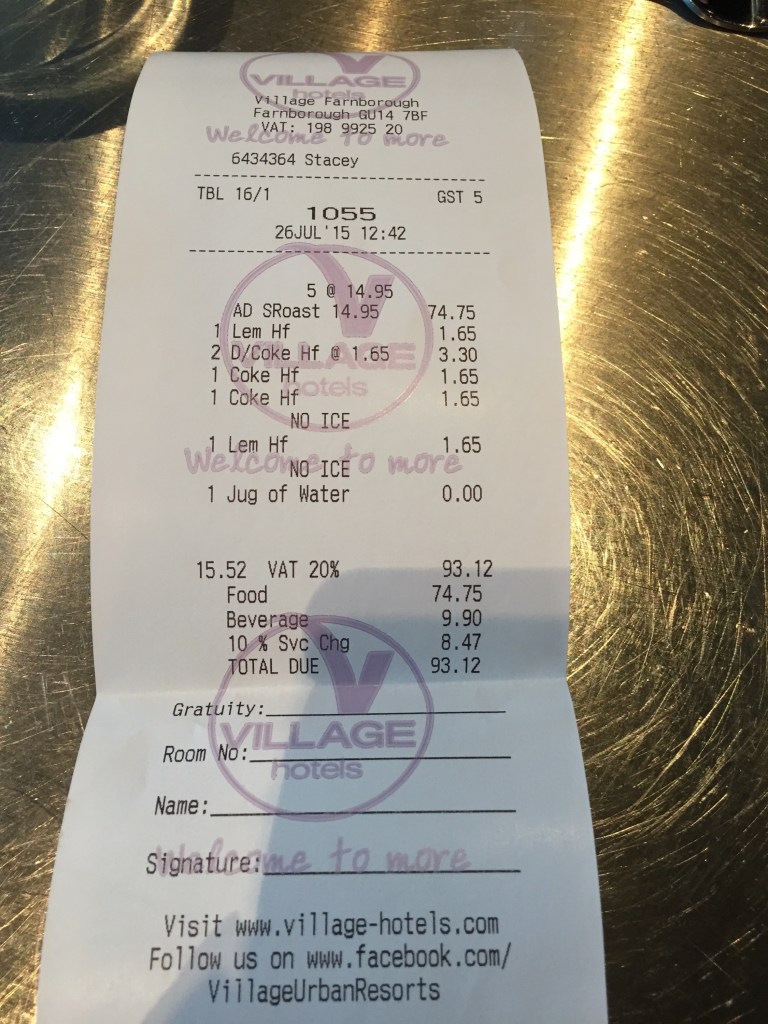 VILLAGE
hotels
Village Farnborough
Farnborough GU14 7BF
VAT: 198 9925 20
Welcome to more
6434364 Stacey
TBL 16/1 GST 5
1055
26JUL'15 12:42
5 @ 14.95
AD SRoast 14.95 74.75
1 Lem Hf 1.65
2 D/Coke Hf @ 1.65 3.30
VILLAGE
1 Coke Hf 1.65
hotels
1 Coke Hf 1.65
NO ICE
1 Lem Hf 1.65
Welcome to more
NO ICE
1 Jug of Water 0.00
15.52 VAT 20% 93.12
Food 74.75
Beverage 9.90
10 % Svc Chg 8.47
TOTAL DUE 93.12
Gratuity:
VILLAGE
Room No:
hotels
Name:
Welcome to more
Signature:
Visit www.village-hotels.com
Follow us on www.facebook.com/
VillageUrbanResorts